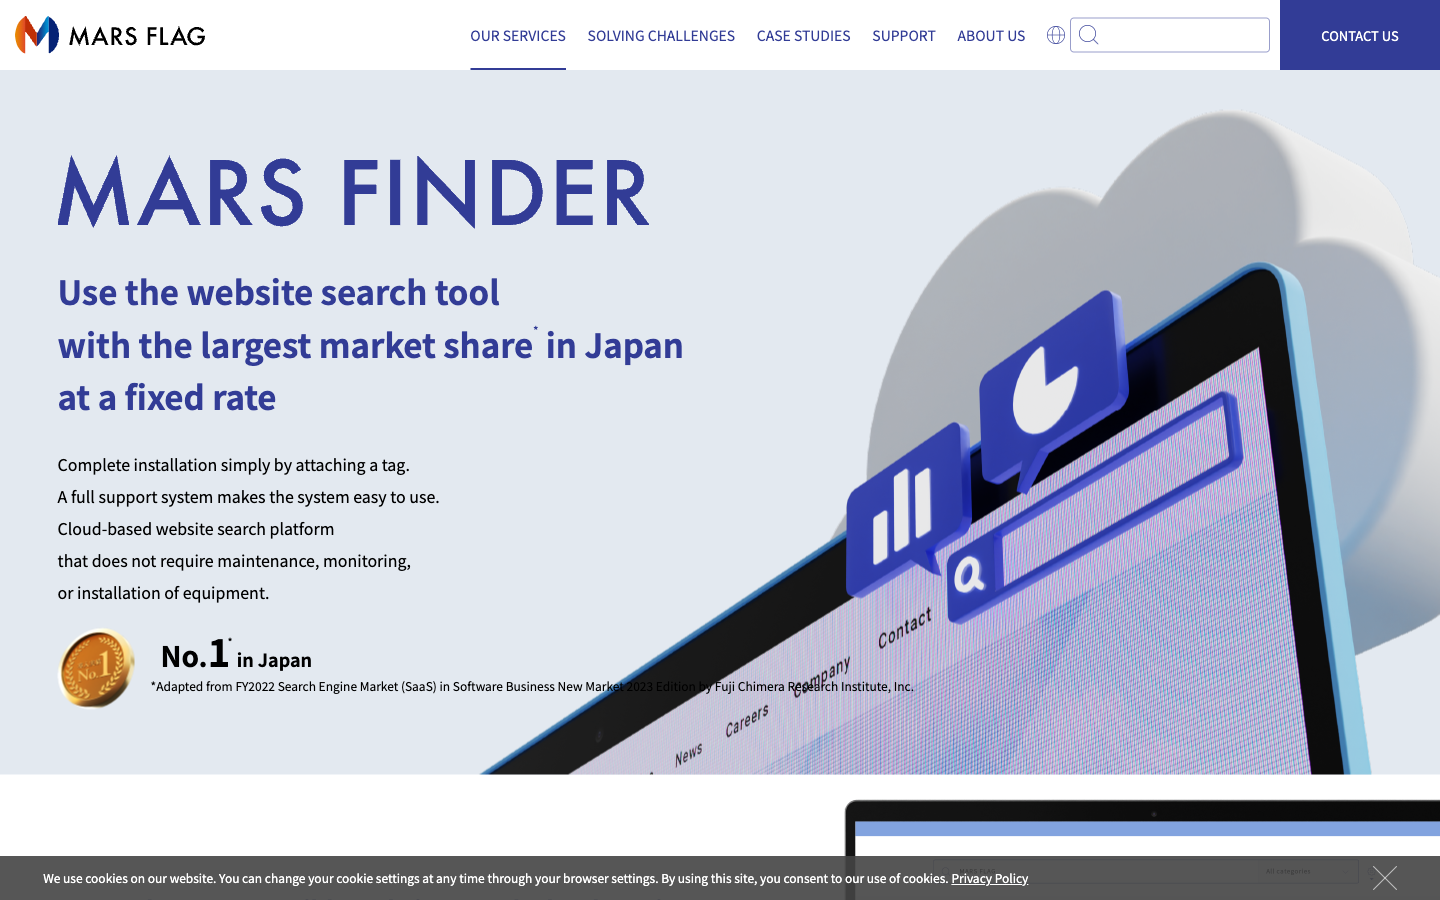 MARS FLAG
OUR SERVICES
SOLVING CHALLENGES
CASE STUDIES
SUPPORT
ABOUT US
CONTACT US
MARS FINDER
Use the website search tool
with the largest market share* in Japan
at a fixed rate
Complete installation simply by attaching a tag.
A full support system makes the system easy to use.
Cloud-based website search platform
that does not require maintenance, monitoring,
or installation of equipment.
No.1
No.1* in Japan
*Adapted from FY2022 Search Engine Market (SaaS) in Software Business New Market 2023 Edition by Fuji Chimera Research Institute, Inc.
Contact
Company
Careers
News
MARS FLAG
All categories
We use cookies on our website. You can change your cookie settings at any time through your browser settings. By using this site, you consent to our use of cookies. Privacy Policy